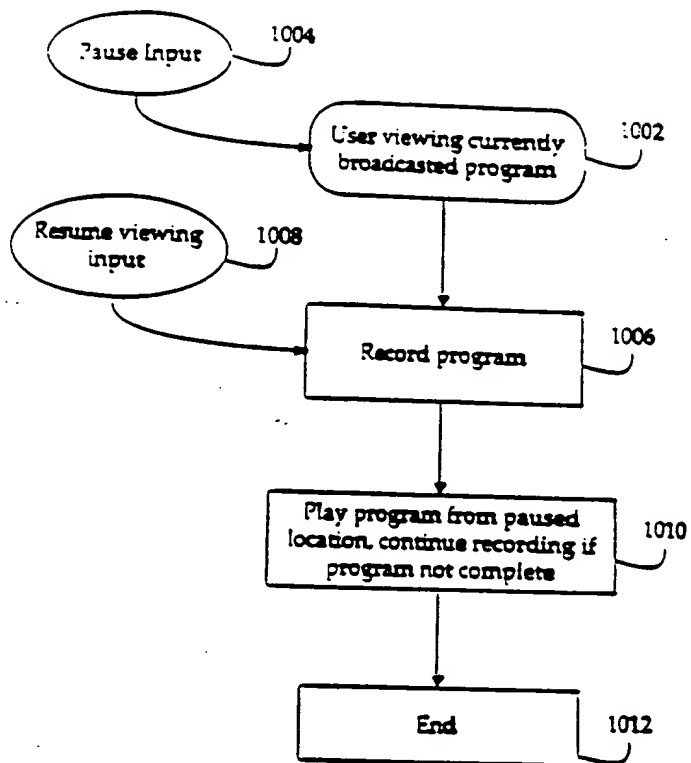 1004
Pause Input
User viewing currently
broadcasted program
1002
Resume viewing
input
1008
Record program
1006
Play program from paused
location, continue recording if
program not complete
1010
End
1012